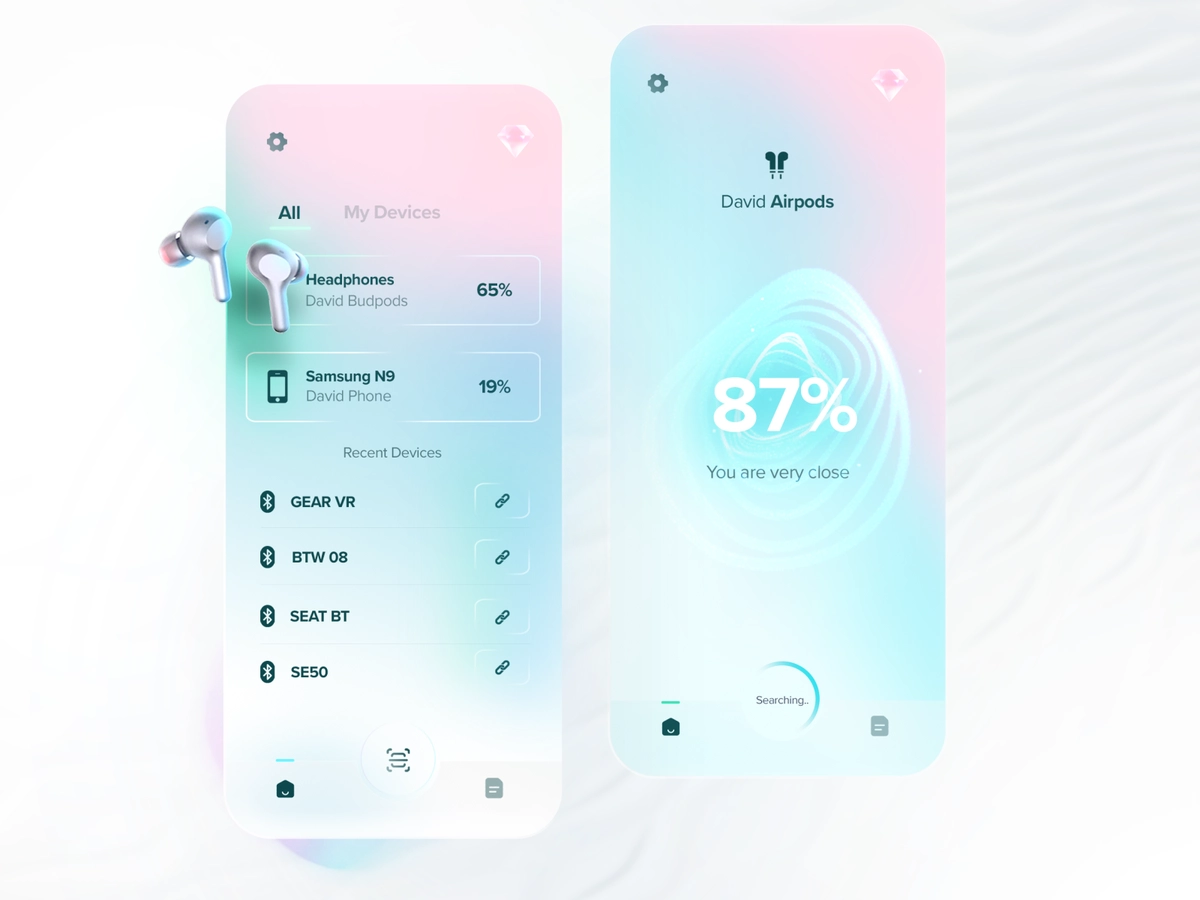 All
My Devices
Headphones
David Budpods
65%
Samsung N9
David Phone
19%
Recent Devices
GEAR VR
BTW 08
SEAT BT
SE50
David Airpods
87%
You are very close
Searching..